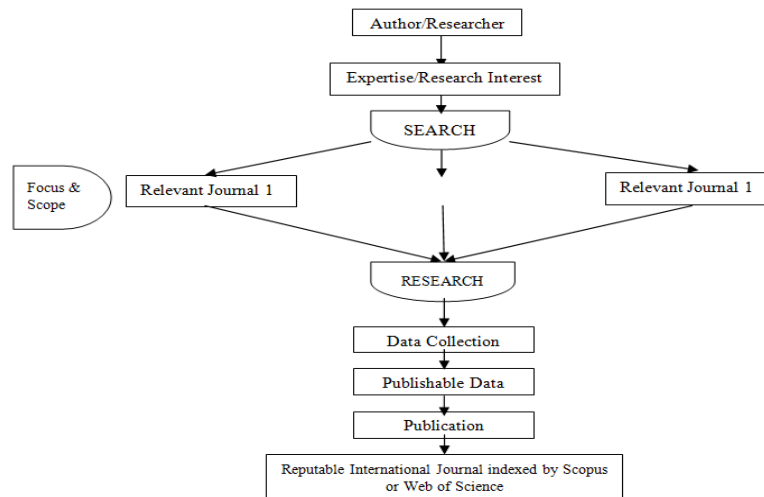 Author/Researcher
Expertise/Research Interest
SEARCH
Focus &
Scope
Relevant Journal 1
Relevant Journal 1
RESEARCH
Data Collection
Publishable Data
Publication
Reputable International Journal indexed by Scopus
or Web of Science